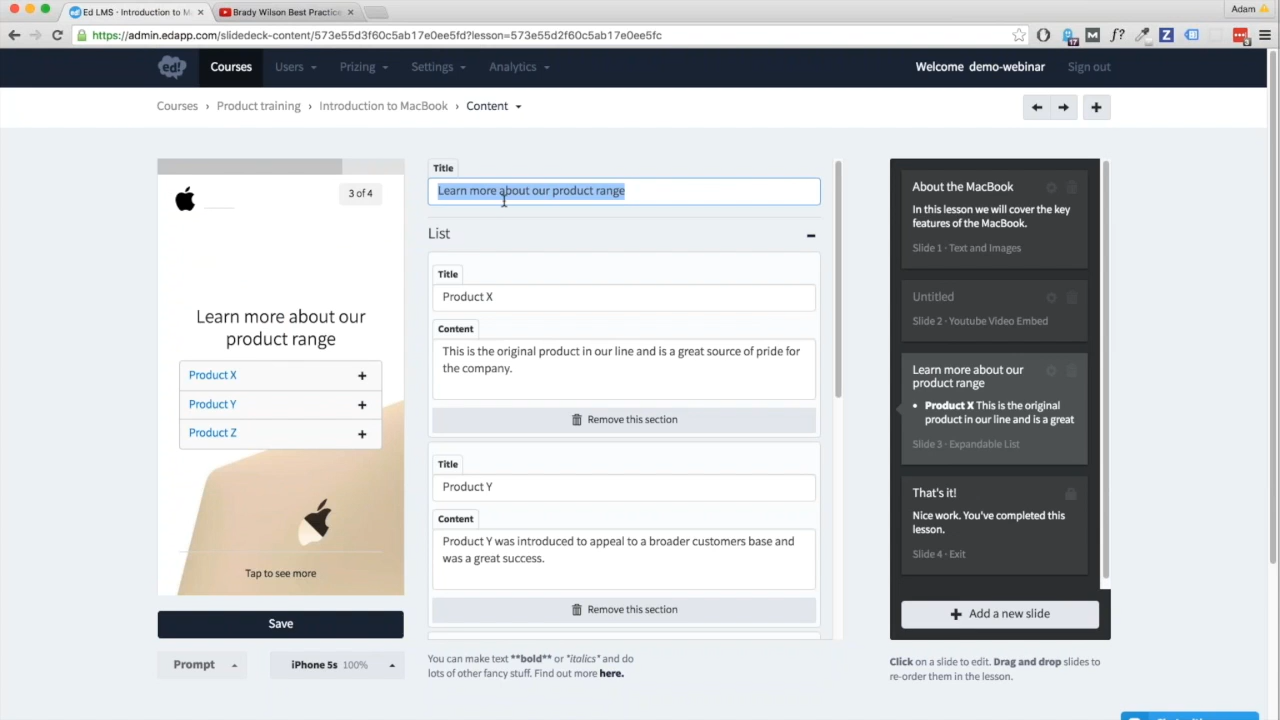 Ed LMS - Introduction to M
Brady Wilson Best Practice
Adam
https://admin.edapp.com/slidedeck-content/573e55d3f60c5ab17e0ee5fd?lesson=573e55d2f60c5ab17e0ee5fc
17
M
f?
Z
ed!
Courses
Users
Prizing
Settings
Analytics
Welcome demo-webinar
Sign out
Courses › Product training › Introduction to MacBook › Content
3 of 4
Learn more about our
product range
Product X
Product Y
Product Z
Tap to see more
Save
Prompt
iPhone 5s 100%
Title
Learn more about our product range
List
Title
Product X
Content
This is the original product in our line and is a great source of pride for
the company.
Remove this section
Title
Product Y
Content
Product Y was introduced to appeal to a broader customers base and
was a great success.
Remove this section
You can make text **bold** or *italics* and do
lots of other fancy stuff. Find out more here.
About the MacBook
In this lesson we will cover the key
features of the MacBook.
Slide 1 · Text and Images
Untitled
Slide 2 · Youtube Video Embed
Learn more about our
product range
• Product X This is the original
product in our line and is a great
Slide 3 · Expandable List
That's it!
Nice work. You've completed this
lesson.
Slide 4 · Exit
Add a new slide
Click on a slide to edit. Drag and drop slides to
re-order them in the lesson.